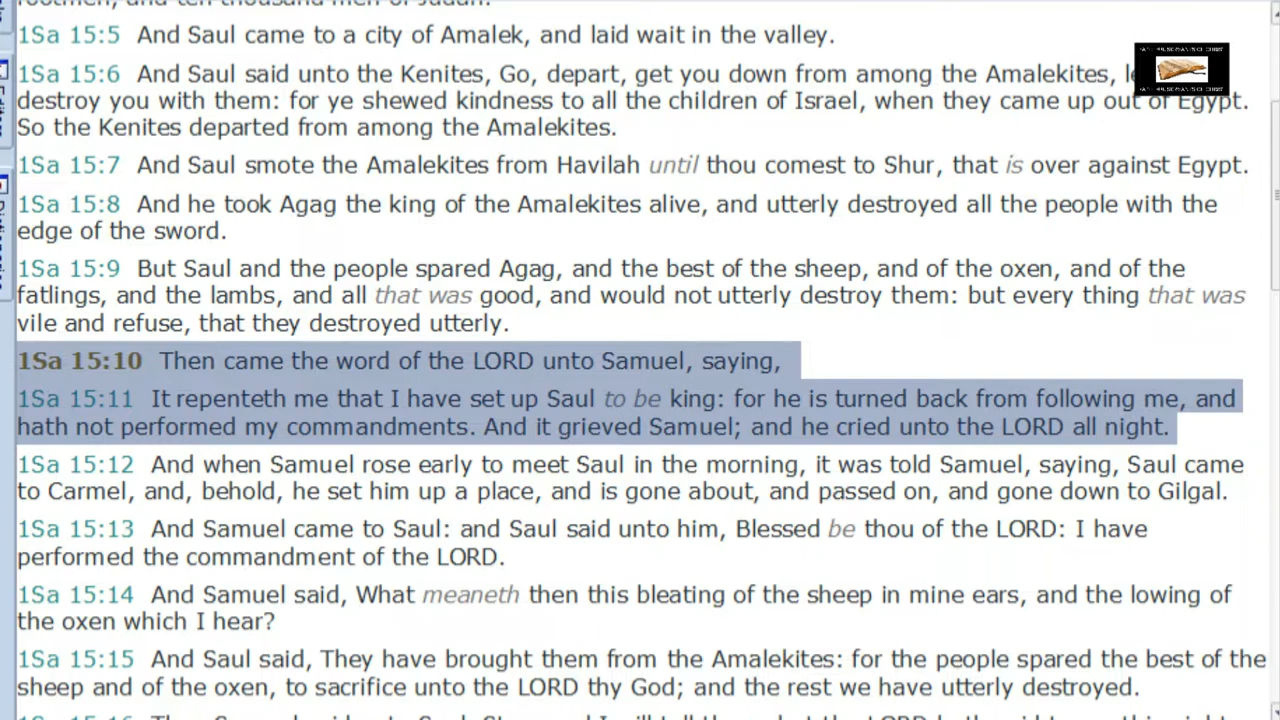 footmen, and ten thousand men of Judah.
1Sa 15:5 And Saul came to a city of Amalek, and laid wait in the valley.
1Sa 15:6 And Saul said unto the Kenites, Go, depart, get you down from among the Amalekites,
destroy you with them: for ye shewed kindness to all the children of Israel, when they came up out of Egypt.
So the Kenites departed from among the Amalekites.
1Sa 15:7 And Saul smote the Amalekites from Havilah until thou comest to Shur, that is over against Egypt.
1Sa 15:8 And he took Agag the king of the Amalekites alive, and utterly destroyed all the people with the
edge of the sword.
1Sa 15:9 But Saul and the people spared Agag, and the best of the sheep, and of the oxen, and of the
fatlings, and the lambs, and all that was good, and would not utterly destroy them: but every thing that was
vile and refuse, that they destroyed utterly.
1Sa 15:10 Then came the word of the LORD unto Samuel, saying,
1Sa 15:11 It repenteth me that I have set up Saul to be king: for he is turned back from following me, and
hath not performed my commandments. And it grieved Samuel; and he cried unto the LORD all night.
1Sa 15:12 And when Samuel rose early to meet Saul in the morning, it was told Samuel, saying, Saul came
to Carmel, and, behold, he set him up a place, and is gone about, and passed on, and gone down to Gilgal.
1Sa 15:13 And Samuel came to Saul: and Saul said unto him, Blessed be thou of the LORD: I have
performed the commandment of the LORD.
1Sa 15:14 And Samuel said, What meaneth then this bleating of the sheep in mine ears, and the lowing of
the oxen which I hear?
1Sa 15:15 And Saul said, They have brought them from the Amalekites: for the people spared the best of the
sheep and of the oxen, to sacrifice unto the LORD thy God; and the rest we have utterly destroyed.